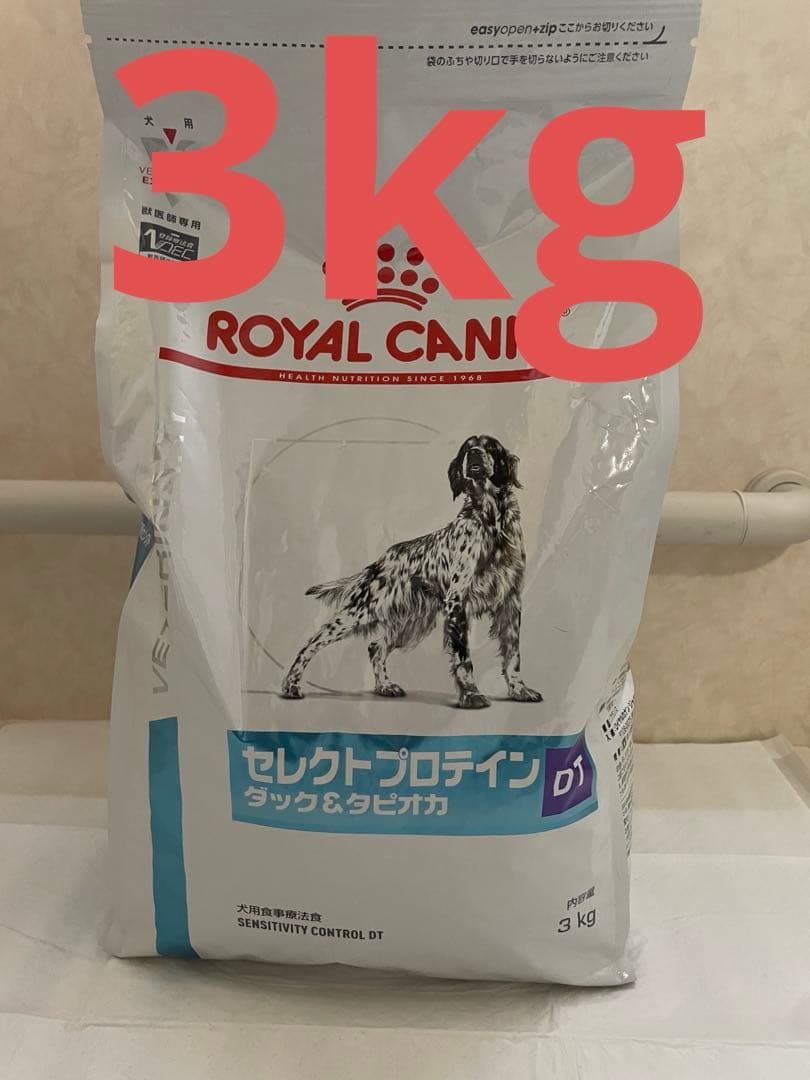 easyopen+zip ここからお切りください
袋のふちや切り口で手を切らないようにご注意ください
3kg
犬 用
獣医師専用
ROYAL CANI
HEALTH NUTRITION SINCE 1968
セレクトプロテイン
ダック&タピオカ
DT
犬用食事療法食
SENSITIVITY CONTROL DT
内容量
3 kg